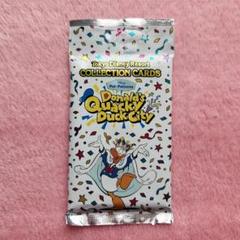 Tokyo Disney Resort
COLLECTION CARDS
Donald's
Quacky
Duck City